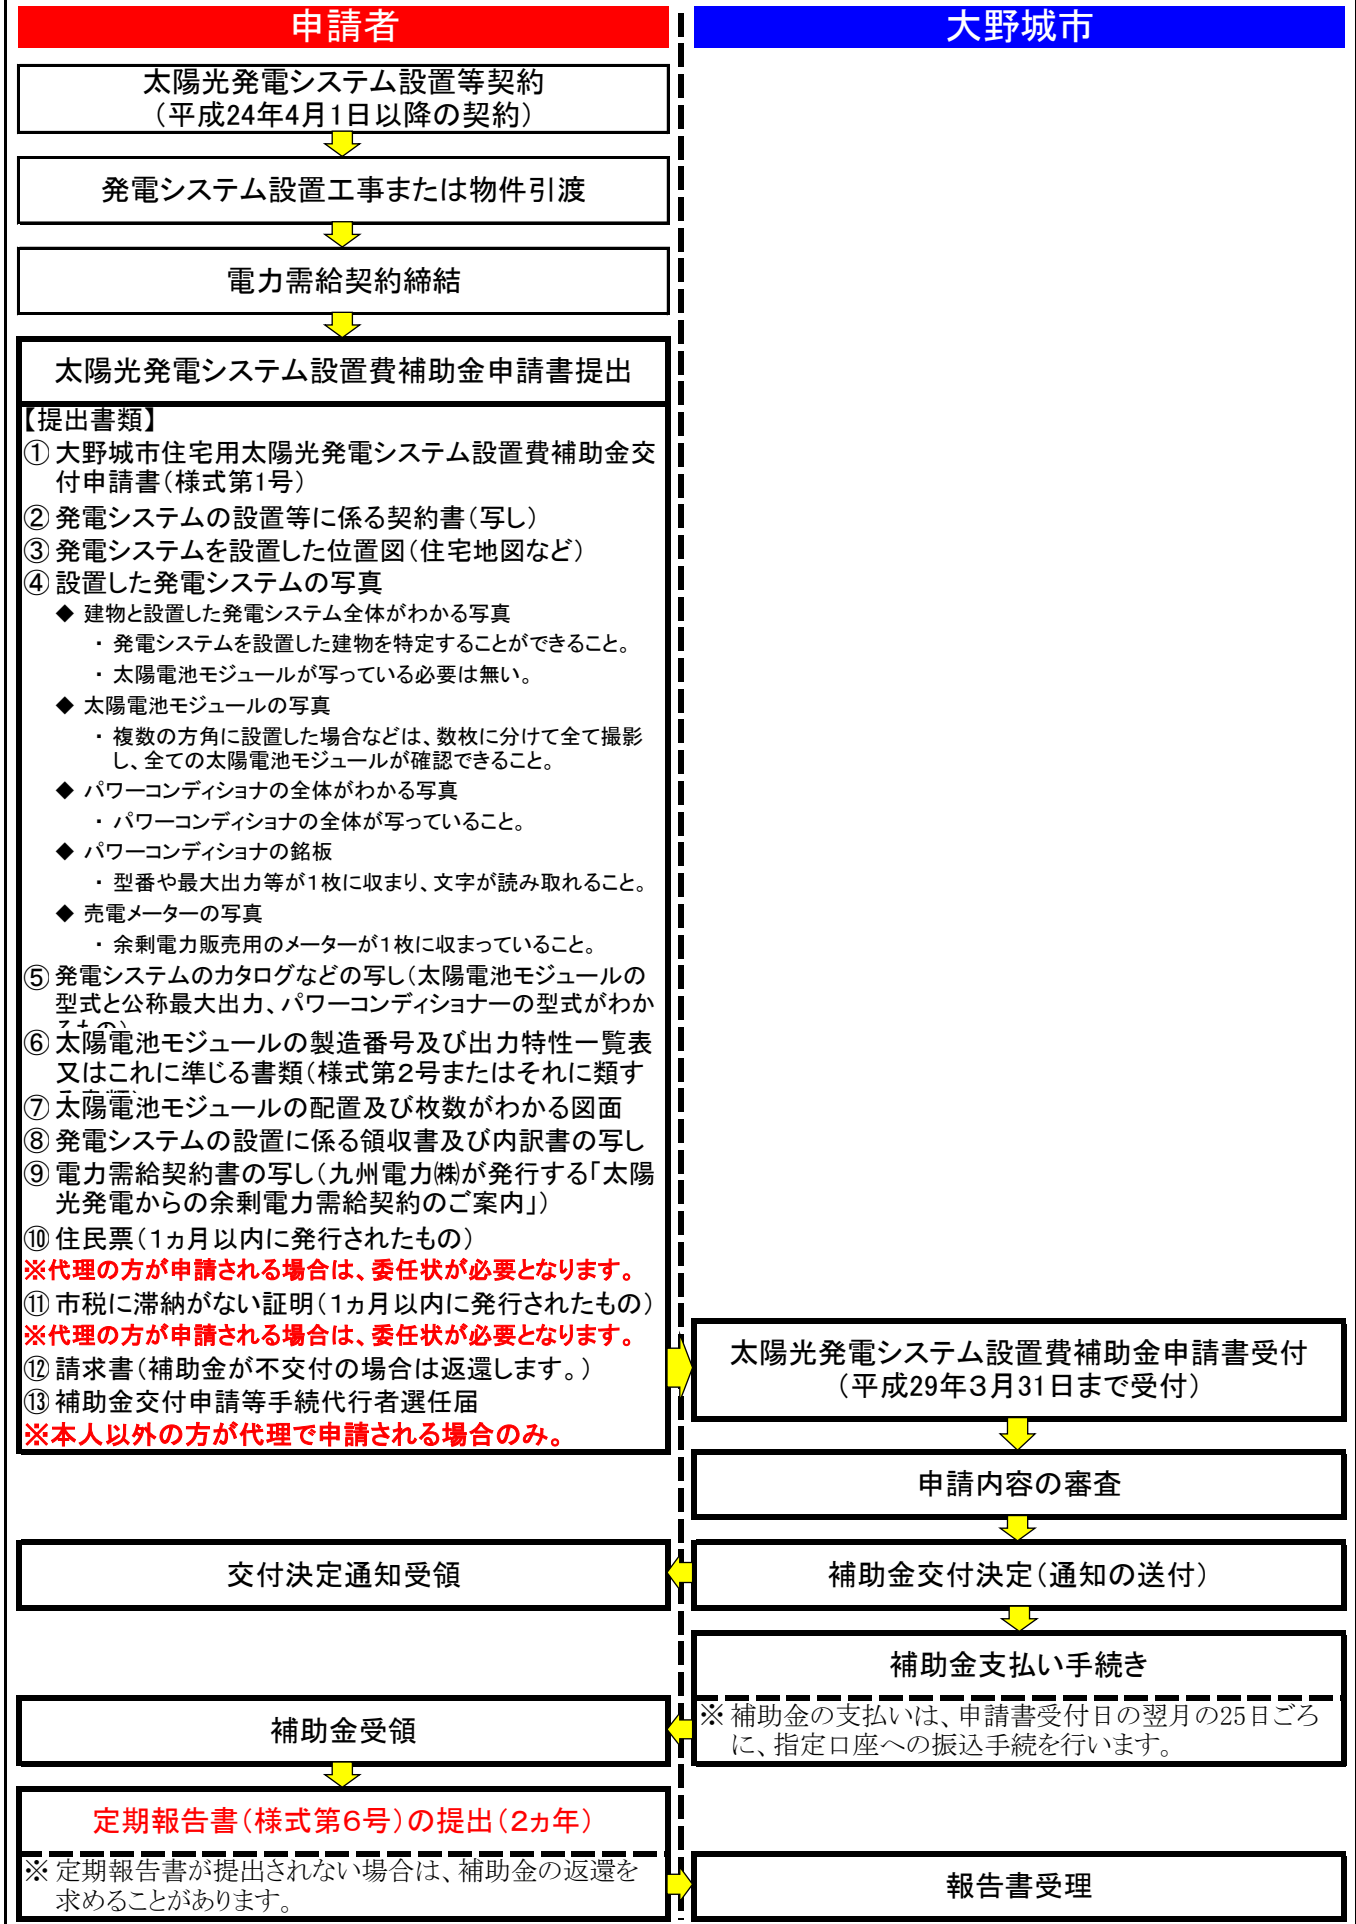 申請者
大野城市
太陽光発電システム設置等契約
（平成24年4月1日以降の契約）
発電システム設置工事または物件引渡
電力需給契約締結
太陽光発電システム設置費補助金申請書提出
【提出書類】
① 大野城市住宅用太陽光発電システム設置費補助金交
付申請書（様式第1号）
② 発電システムの設置等に係る契約書（写し）
③ 発電システムを設置した位置図（住宅地図など）
④ 設置した発電システムの写真
◆ 建物と設置した発電システム全体がわかる写真
・ 発電システムを設置した建物を特定することができること。
・ 太陽電池モジュールが写っている必要は無い。
◆ 太陽電池モジュールの写真
・ 複数の方角に設置した場合などは、数枚に分けて全て撮影
し、全ての太陽電池モジュールが確認できること。
◆ パワーコンディショナの全体がわかる写真
・ パワーコンディショナの全体が写っていること。
◆ パワーコンディショナの銘板
・ 型番や最大出力等が１枚に収まり、文字が読み取れること。
◆ 売電メーターの写真
・ 余剰電力販売用のメーターが１枚に収まっていること。
⑤ 発電システムのカタログなどの写し（太陽電池モジュールの
型式と公称最大出力、パワーコンディショナーの型式がわか
⑥ 太陽電池モジュールの製造番号及び出力特性一覧表
又はこれに準じる書類（様式第２号またはそれに類す
⑦ 太陽電池モジュールの配置及び枚数がわかる図面
⑧ 発電システムの設置に係る領収書及び内訳書の写し
⑨ 電力需給契約書の写し（九州電力㈱が発行する「太陽
光発電からの余剰電力需給契約のご案内」）
⑩ 住民票（１ヵ月以内に発行されたもの）
※代理の方が申請される場合は、委任状が必要となります。
⑪ 市税に滞納がない証明（１ヵ月以内に発行されたもの）
※代理の方が申請される場合は、委任状が必要となります。
⑫ 請求書（補助金が不交付の場合は返還します。）
⑬ 補助金交付申請等手続代行者選任届
※本人以外の方が代理で申請される場合のみ。
太陽光発電システム設置費補助金申請書受付
（平成29年３月31日まで受付）
申請内容の審査
交付決定通知受領
補助金交付決定（通知の送付）
補助金支払い手続き
※ 補助金の支払いは、申請書受付日の翌月の25日ごろ
に、指定口座への振込手続を行います。
補助金受領
定期報告書（様式第６号）の提出（２ヵ年）
※ 定期報告書が提出されない場合は、補助金の返還を
求めることがあります。
報告書受理